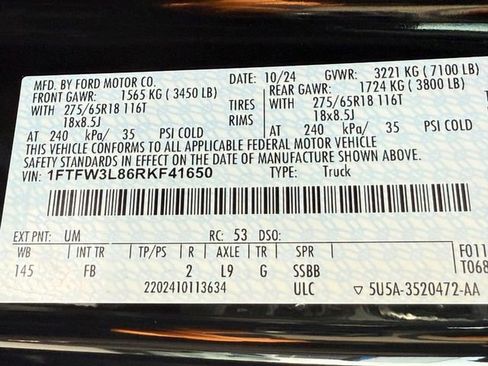 MFD. BY FORD MOTOR CO. DATE: 10/24 GVWR: 3221 KG ( 7100 LB)
FRONT GAWR: 1565 KG ( 3450 LB) REAR GAWR: 1724 KG ( 3800 LB)
WITH 275/65R18 116T TIRES WITH 275/65R18 116T
18x8.5J RIMS 18x8.5J
AT 240 kPa/ 35 PSI COLD AT 240 kPa/ 35 PSI COLD
THIS VEHICLE CONFORMS TO ALL APPLICABLE FEDERAL MOTOR VEHICLE
SAFETY AND THEFT PREVENTION STANDARDS IN EFFECT ON THE DATE OF MANUFACTURE SHOWN ABOVE.
VIN: 1FTFW3L86RKF41650 TYPE: Truck
EXT PNT: UM RC: 53 DSO:
WB INT TR TP/PS R AXLE TR SPR F011
145 FB 2 L9 G SSBB T068
2202410113634 ULC ▽ 5U5A-3520472-AA